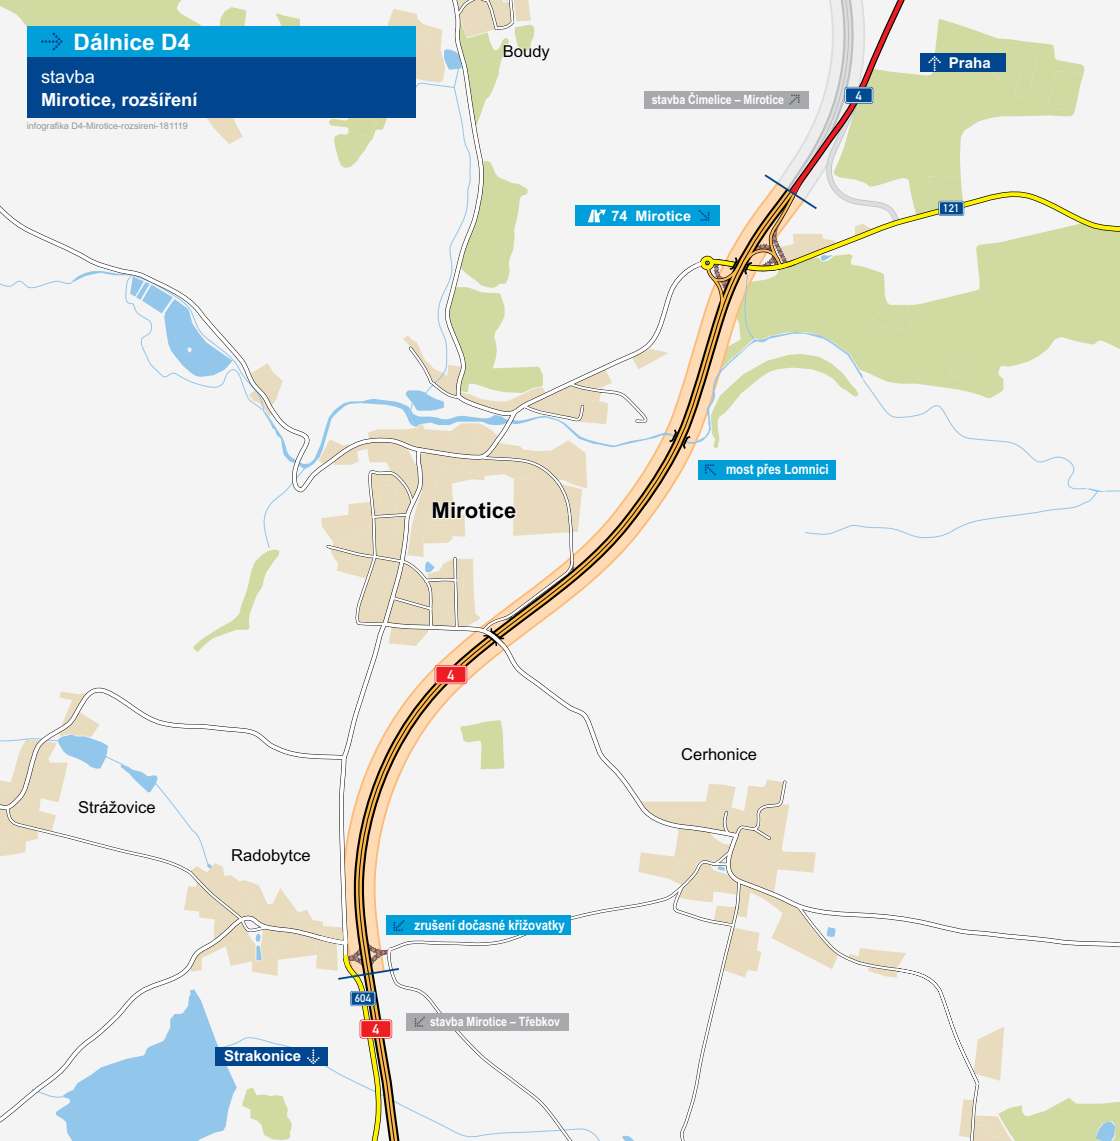 Dálnice D4
stavba
Mirotice, rozšíření
infografika D4-Mirotice-rozsireni-181119
Boudy
Praha
stavba Čimelice – Mirotice
4
121
74 Mirotice
most přes Lomnici
Mirotice
4
Cerhonice
Strážovice
Radobytce
zrušení dočasné křižovatky
604
stavba Mirotice – Třebkov
4
Strakonice